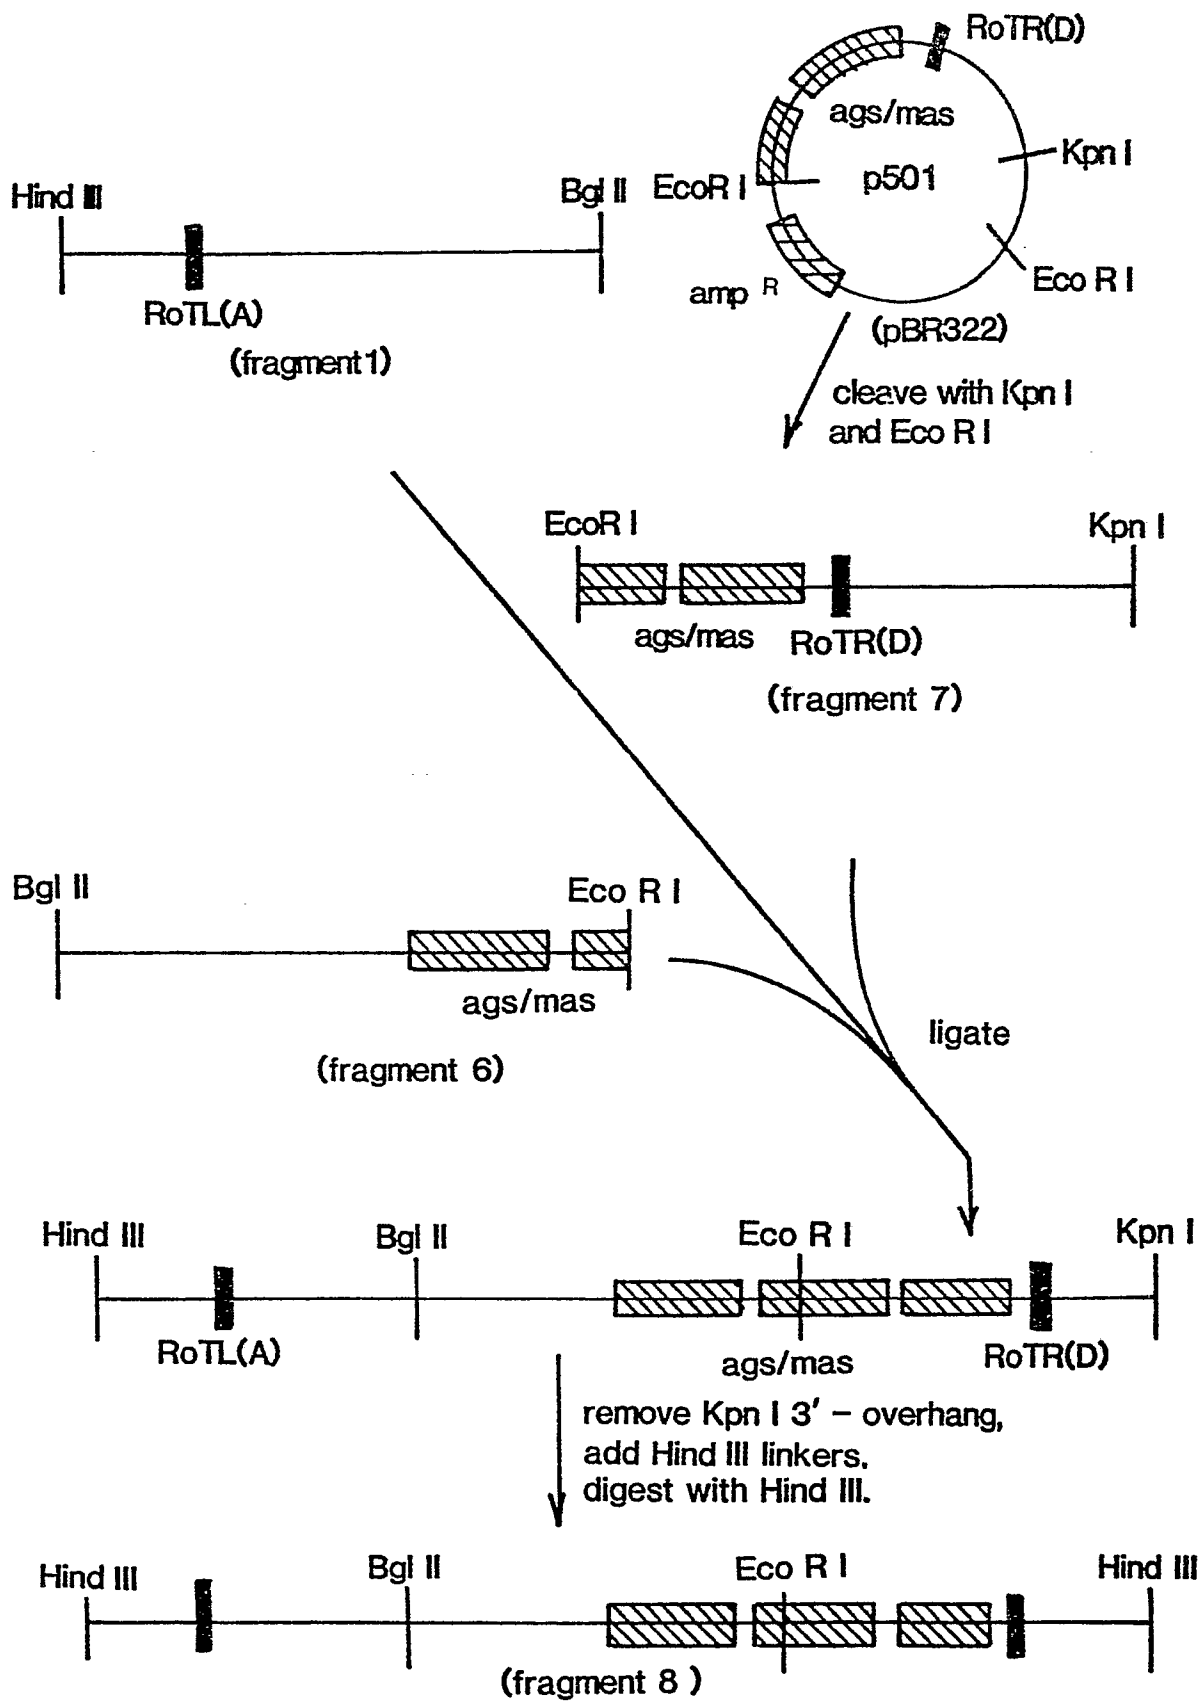 RoTR(D)
ags/mas
Kpn I
p501
EcoR I
Eco R I
amp R
(pBR322)
Hind III
Bgl II
RoTL(A)
(fragment 1)
cleave with Kpn I
and Eco R I
EcoR I
Kpn I
ags/mas
RoTR(D)
(fragment 7)
Bgl II
Eco R I
ags/mas
(fragment 6)
ligate
Hind III
Bgl II
Eco R I
Kpn I
RoTL(A)
ags/mas
RoTR(D)
remove Kpn I 3' - overhang,
add Hind III linkers.
digest with Hind III.
Hind III
Bgl II
Eco R I
Hind III
(fragment 8 )